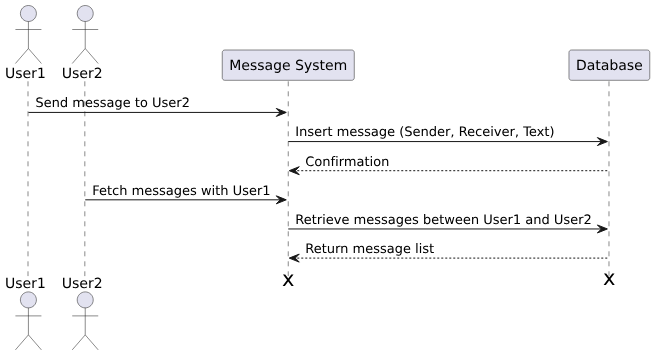 User1 User2 Message System Database
Send message to User2
Insert message (Sender, Receiver, Text)
Confirmation
Fetch messages with User1
Retrieve messages between User1 and User2
Return message list
User1 User2